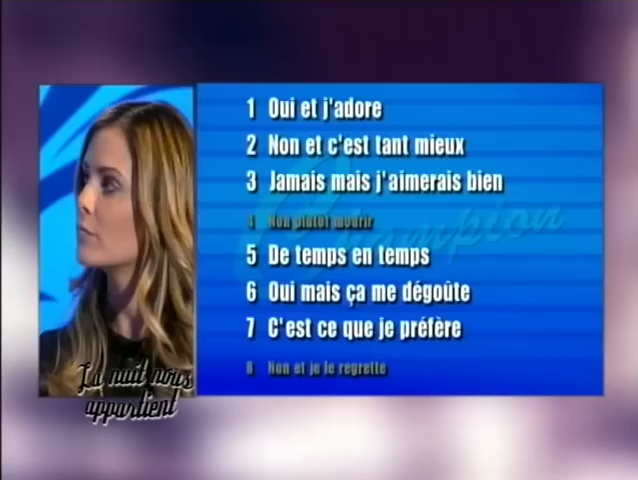 1 Oui et j'adore
2 Non et c'est tant mieux
3 Jamais mais j'aimerais bien
4 Non plutôt mourir
Champion
5 De temps en temps
6 Oui mais ça me dégoûte
7 C'est ce que je préfère
8 Non et je le regrette
La nuit nous
appartient